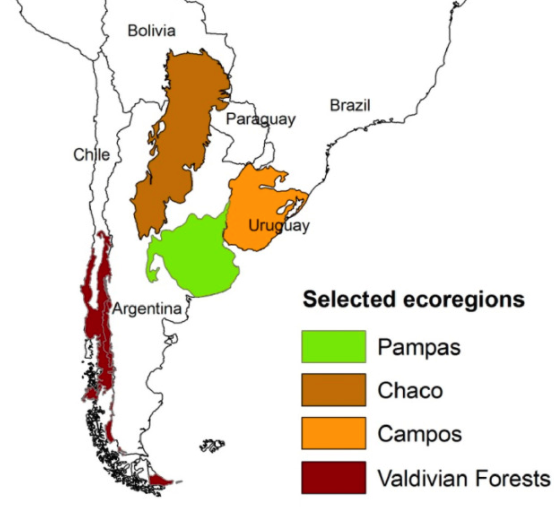 Bolivia
Brazil
Paraguay
Chile
Uruguay
Argentina
Selected ecoregions
Pampas
Chaco
Campos
Valdivian Forests